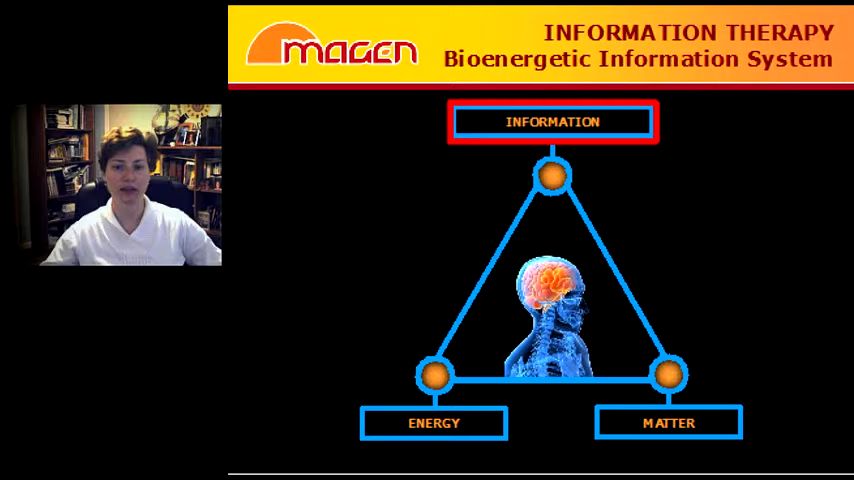 MAGEN
INFORMATION THERAPY
Bioenergetic Information System
INFORMATION
ENERGY
MATTER